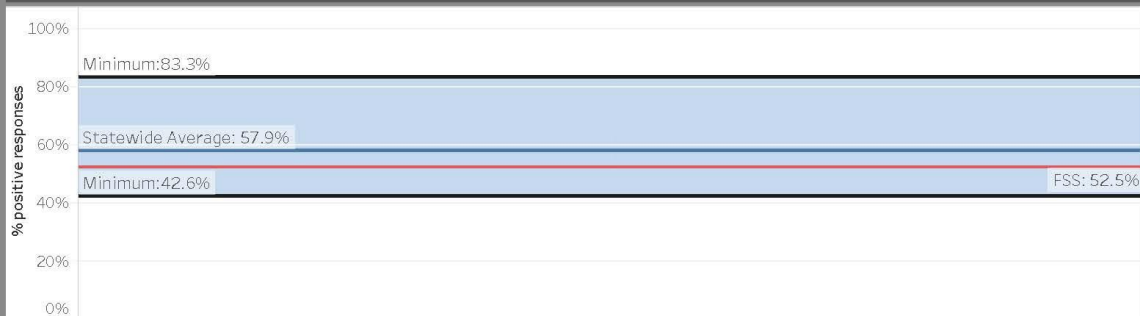 100%
Minimum:83.3%
80%
Statewide Average: 57.9%
60%
Minimum:42.6%
FSS: 52.5%
40%
20%
0%
% positive responses